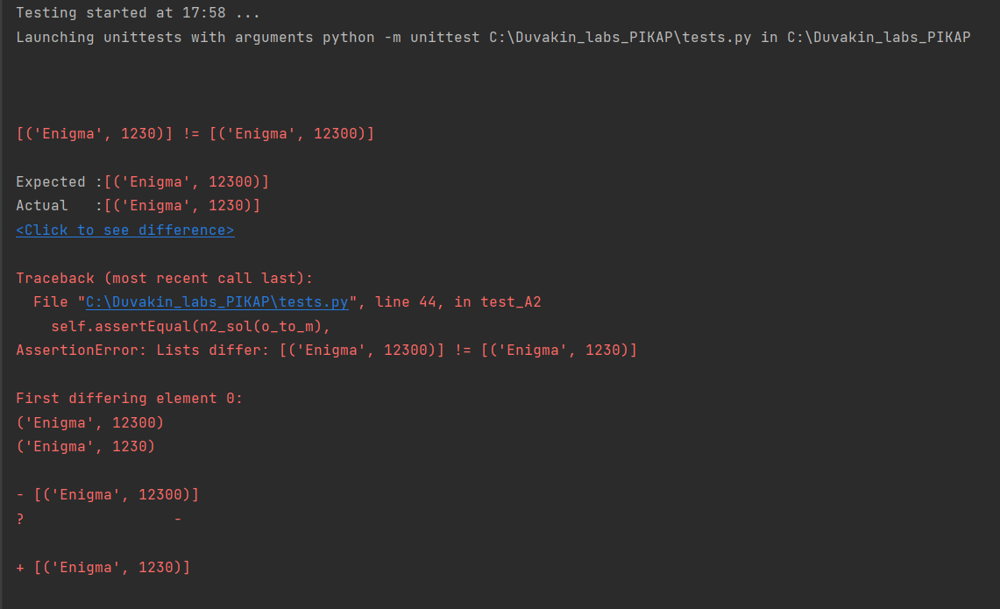 Testing started at 17:58 ...
Launching unittests with arguments python -m unittest C:\Duvakin_labs_PIKAP\tests.py in C:\Duvakin_labs_PIKAP
[('Enigma', 1230)] != [('Enigma', 12300)]
Expected :[('Enigma', 12300)]
Actual   :[('Enigma', 1230)]
<Click to see difference>
Traceback (most recent call last):
  File "C:\Duvakin_labs_PIKAP\tests.py", line 44, in test_A2
    self.assertEqual(n2_sol(o_to_m),
AssertionError: Lists differ: [('Enigma', 12300)] != [('Enigma', 1230)]
First differing element 0:
('Enigma', 12300)
('Enigma', 1230)
- [('Enigma', 12300)]
?                 -
+ [('Enigma', 1230)]